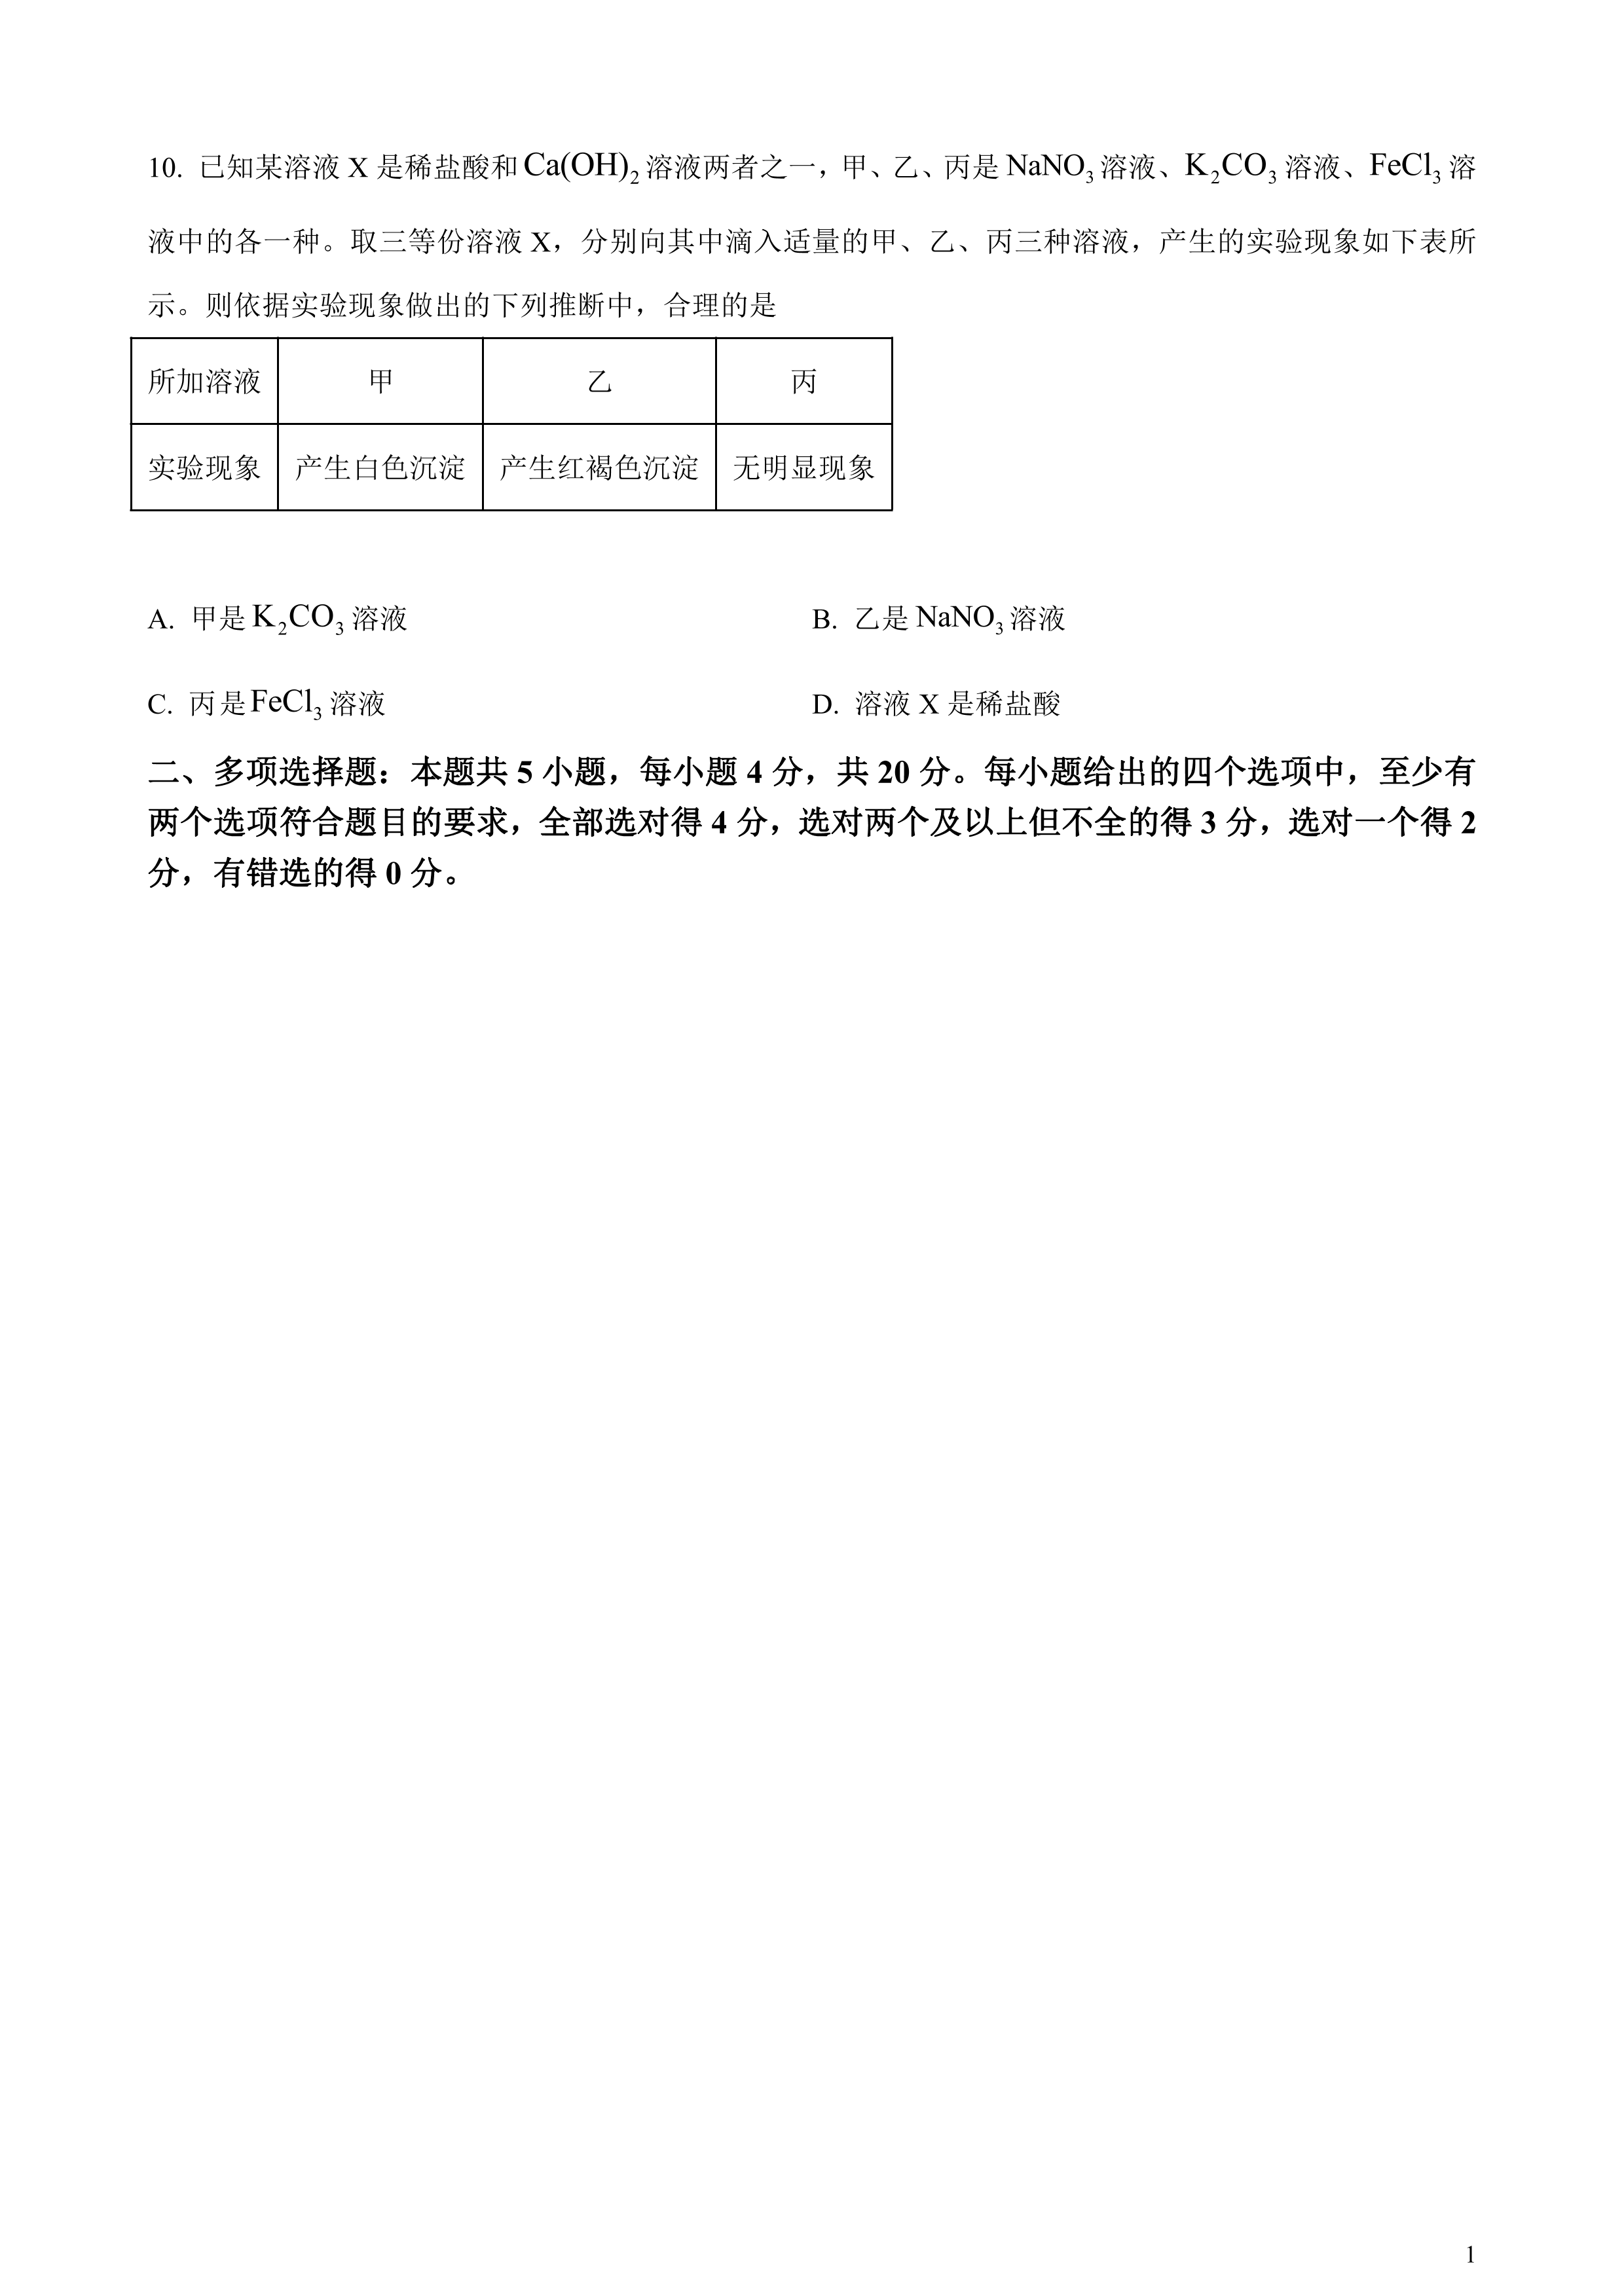 10. 已知某溶液 X 是稀盐酸和 Ca(OH)₂ 溶液两者之一，甲、乙、丙是 NaNO₃ 溶液、K₂CO₃ 溶液、FeCl₃ 溶
液中的各一种。取三等份溶液 X，分别向其中滴入适量的甲、乙、丙三种溶液，产生的实验现象如下表所
示。则依据实验现象做出的下列推断中，合理的是
所加溶液 甲 乙 丙
实验现象 产生白色沉淀 产生红褐色沉淀 无明显现象
A. 甲是 K₂CO₃ 溶液 B. 乙是 NaNO₃ 溶液
C. 丙是 FeCl₃ 溶液 D. 溶液 X 是稀盐酸
二、多项选择题：本题共 5 小题，每小题 4 分，共 20 分。每小题给出的四个选项中，至少有
两个选项符合题目的要求，全部选对得 4 分，选对两个及以上但不全的得 3 分，选对一个得 2
分，有错选的得 0 分。
1